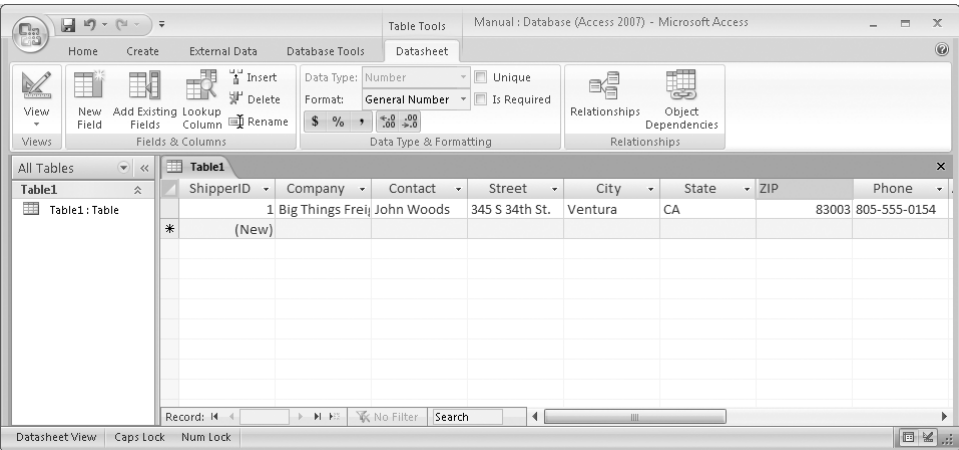 Table Tools Manual : Database (Access 2007) - Microsoft Access
Home Create External Data Database Tools Datasheet
View
Views
New Field
Add Existing Fields
Lookup Column
Insert
Delete
Rename
Fields & Columns
Data Type: Number
Format: General Number
$ % , .0 .00 .00 .0
Unique
Is Required
Data Type & Formatting
Relationships
Object Dependencies
Relationships
All Tables
Table1
Table1 : Table
Table1
ShipperID Company Contact Street City State ZIP Phone
1 Big Things Frei John Woods 345 S 34th St. Ventura CA 83003 805-555-0154
(New)
Record: No Filter Search
Datasheet View Caps Lock Num Lock